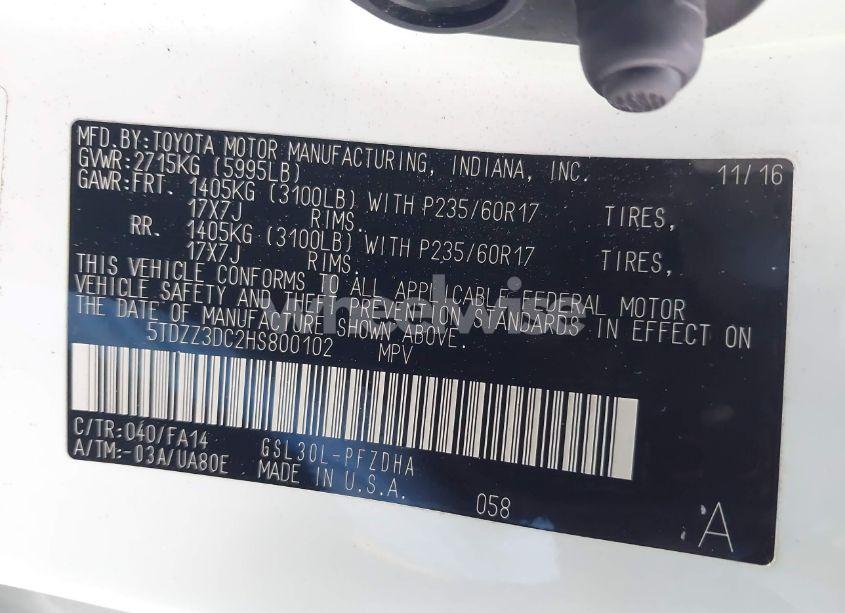 MFD.BY:TOYOTA MOTOR MANUFACTURING, INDIANA, INC. 11/16
GVWR:2715KG (5995LB)
GAWR:FRT. 1405KG (3100LB) WITH P235/60R17 TIRES,
17X7J RIMS.
RR. 1405KG (3100LB) WITH P235/60R17 TIRES,
17X7J RIMS.
THIS VEHICLE CONFORMS TO ALL APPLICABLE FEDERAL MOTOR
VEHICLE SAFETY AND THEFT PREVENTION STANDARDS IN EFFECT ON
THE DATE OF MANUFACTURE SHOWN ABOVE.
5TDZZ3DC2HS800102 MPV
wheelwise
C/TR:040/FA14 GSL30L-PFZDHA
A/TM:-03A/UA80E MADE IN U.S.A. 058
A